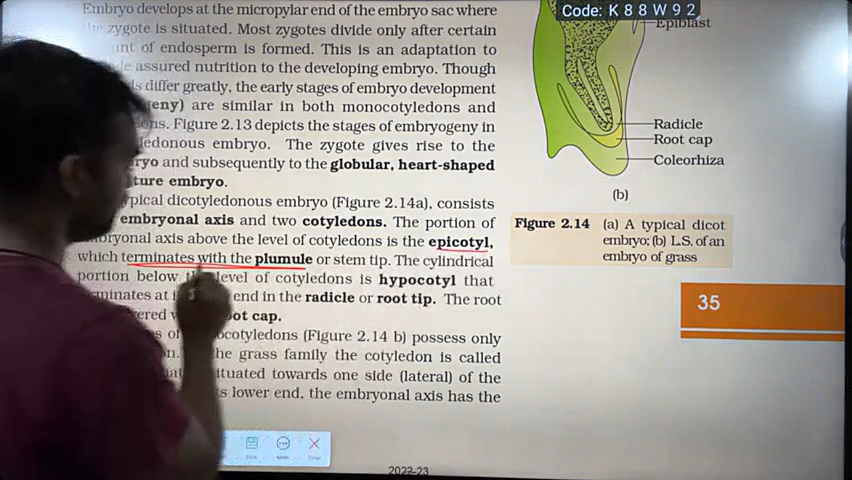 Embryo develops at the micropylar end of the embryo sac where
zygote is situated. Most zygotes divide only after certain
of endosperm is formed. This is an adaptation to
assured nutrition to the developing embryo. Though
differ greatly, the early stages of embryo development
are similar in both monocotyledons and
Figure 2.13 depicts the stages of embryogeny in
embryo. The zygote gives rise to the
and subsequently to the globular, heart-shaped
embryo.
dicotyledonous embryo (Figure 2.14a), consists
embryonal axis and two cotyledons. The portion of
embryonal axis above the level of cotyledons is the epicotyl,
which terminates with the plumule or stem tip. The cylindrical
portion below level of cotyledons is hypocotyl that
at end in the radicle or root tip. The root
cap.
of (Figure 2.14 b) possess only
grass family the cotyledon is called
situated towards one side (lateral) of the
lower end, the embryonal axis has the
Code: K 8 8 W 9 2
Epiblast
Radicle
Root cap
Coleorhiza
(b)
Figure 2.14 (a) A typical dicot
embryo; (b) L.S. of an
embryo of grass
35
Save
More
2022-23